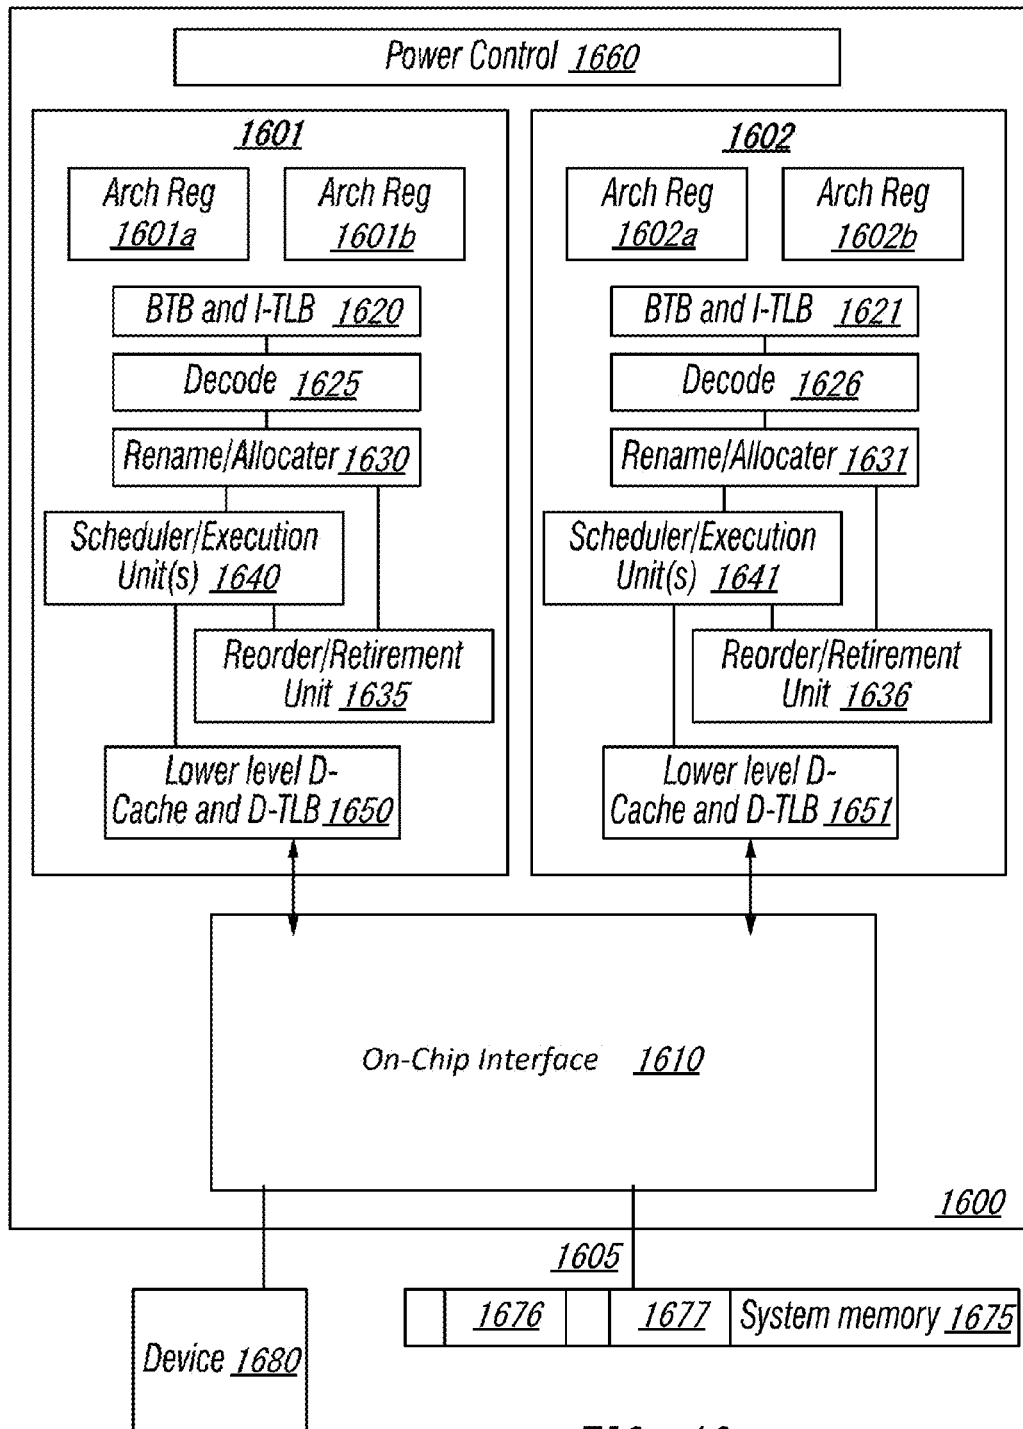 Power Control 1660
1601
Arch Reg
1601a
Arch Reg
1601b
BTB and I-TLB 1620
Decode 1625
Rename/Allocater 1630
Scheduler/Execution
Unit(s) 1640
Reorder/Retirement
Unit 1635
Lower level D-
Cache and D-TLB 1650
1602
Arch Reg
1602a
Arch Reg
1602b
BTB and I-TLB 1621
Decode 1626
Rename/Allocater 1631
Scheduler/Execution
Unit(s) 1641
Reorder/Retirement
Unit 1636
Lower level D-
Cache and D-TLB 1651
On-Chip Interface 1610
1600
1605
1676
1677
System memory 1675
Device 1680